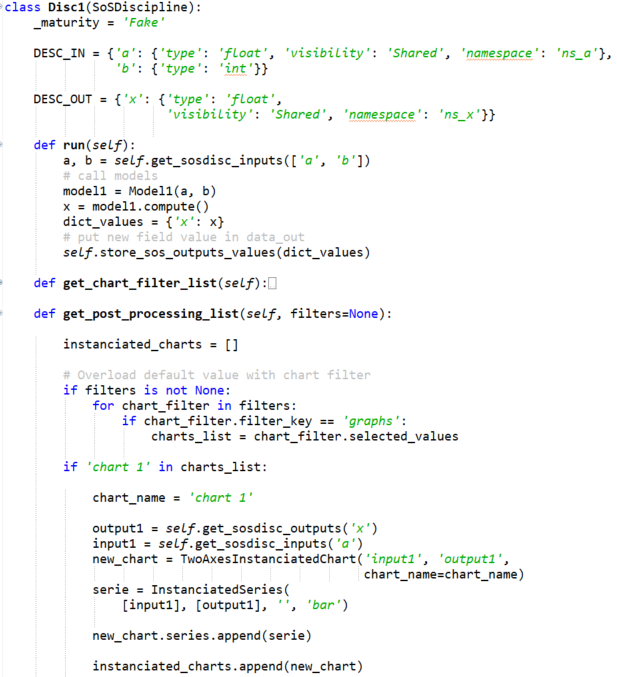 class Disc1(SoSDiscipline):
    _maturity = 'Fake'

    DESC_IN = {'a': {'type': 'float', 'visibility': 'Shared', 'namespace': 'ns_a'},
               'b': {'type': 'int'}}

    DESC_OUT = {'x': {'type': 'float',
                      'visibility': 'Shared', 'namespace': 'ns_x'}}

    def run(self):
        a, b = self.get_sosdisc_inputs(['a', 'b'])
        # call models
        model1 = Model1(a, b)
        x = model1.compute()
        dict_values = {'x': x}
        # put new field value in data_out
        self.store_sos_outputs_values(dict_values)

    def get_chart_filter_list(self):

    def get_post_processing_list(self, filters=None):

        instanciated_charts = []

        # Overload default value with chart filter
        if filters is not None:
            for chart_filter in filters:
                if chart_filter.filter_key == 'graphs':
                    charts_list = chart_filter.selected_values

        if 'chart 1' in charts_list:

            chart_name = 'chart 1'

            output1 = self.get_sosdisc_outputs('x')
            input1 = self.get_sosdisc_inputs('a')
            new_chart = TwoAxesInstanciatedChart('input1', 'output1',
                                                 chart_name=chart_name)
            serie = InstanciatedSeries(
                [input1], [output1], '', 'bar')

            new_chart.series.append(serie)

            instanciated_charts.append(new_chart)